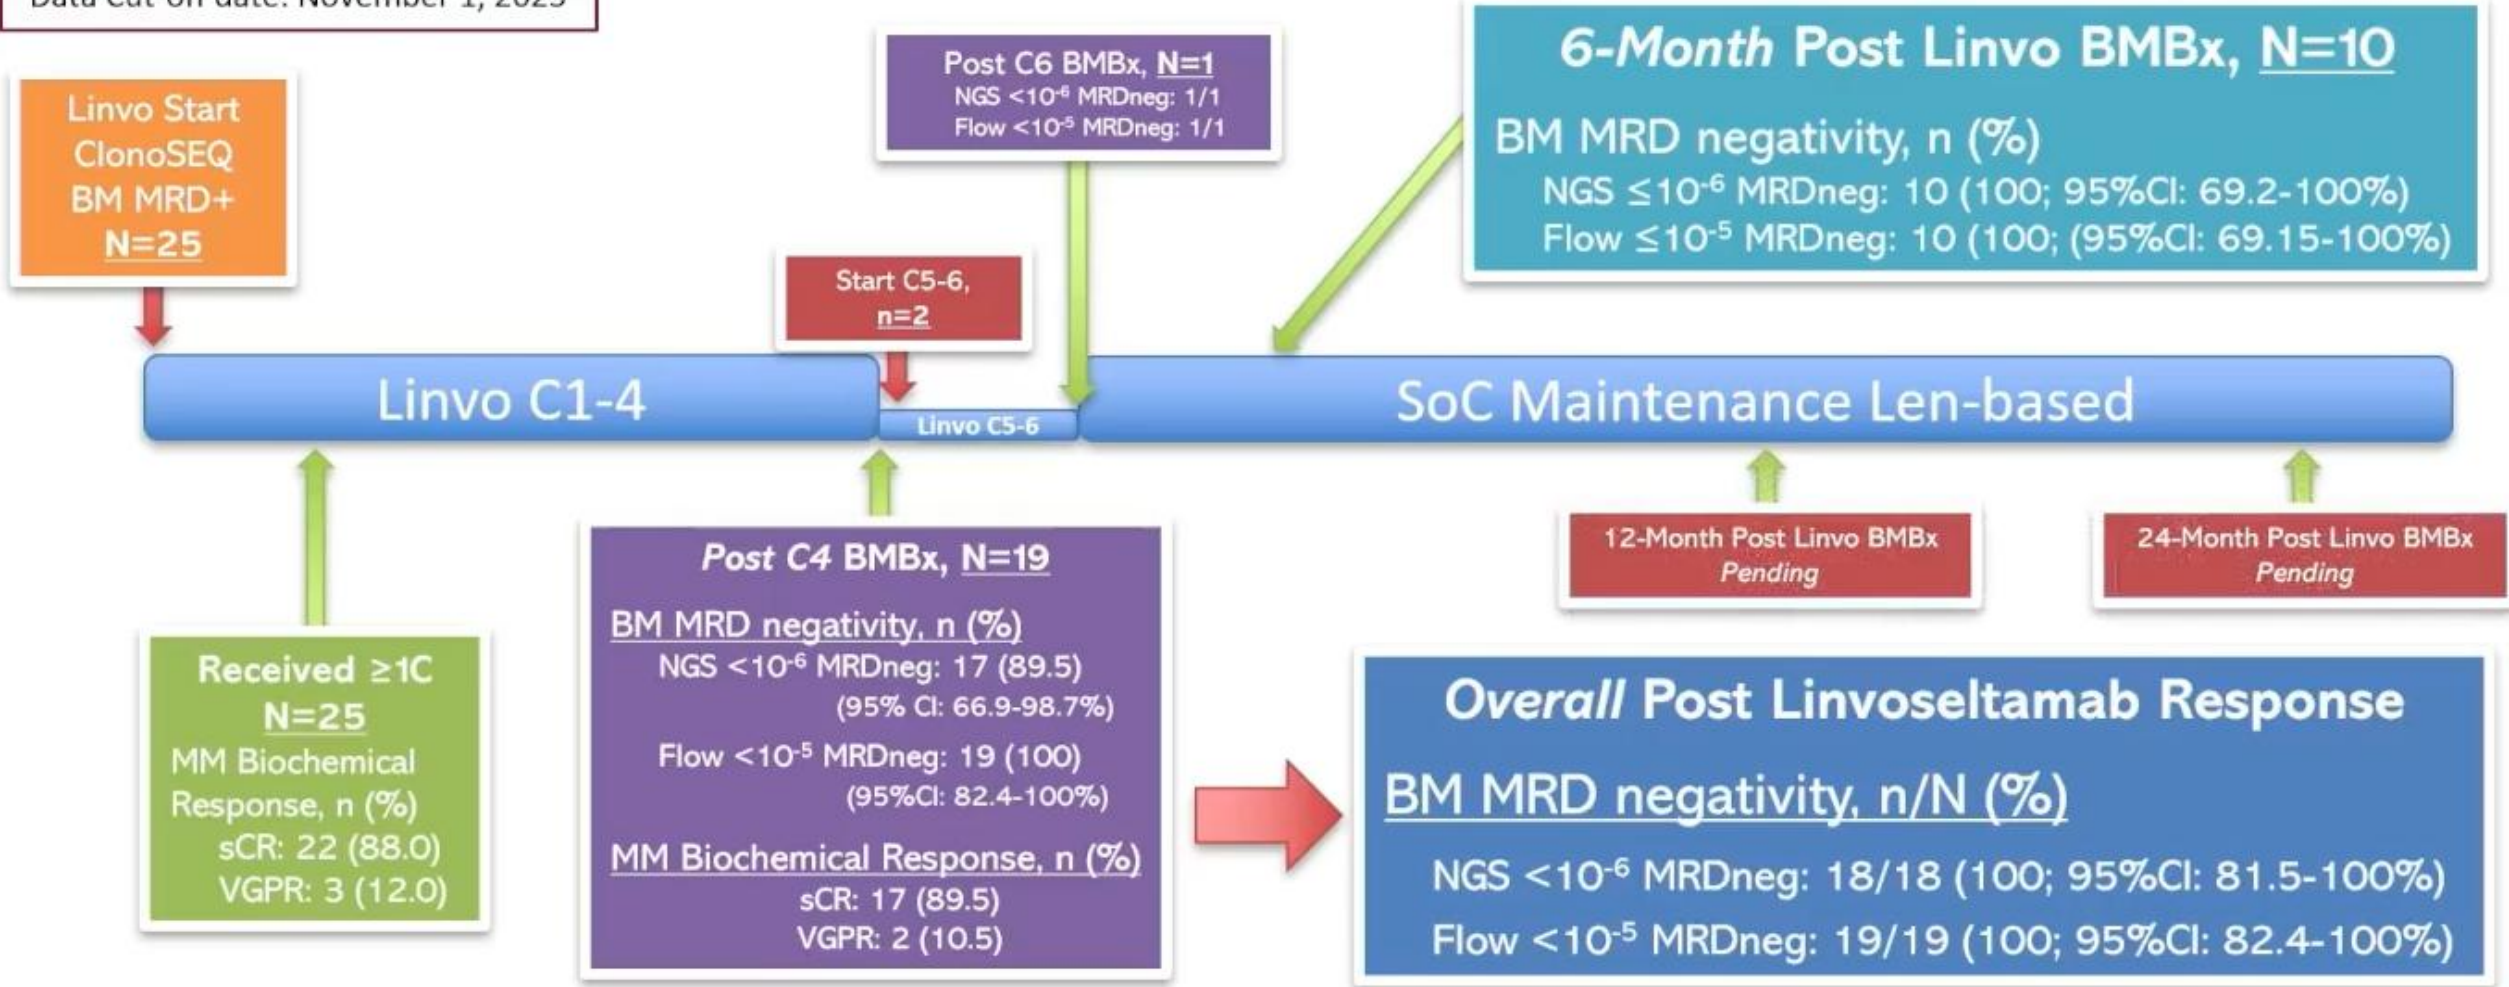 Data Cut-off date: November 1, 2025
Linvo Start
ClonoSEQ
BM MRD+
N=25
Post C6 BMBx, N=1
NGS <10⁻⁶ MRDneg: 1/1
Flow <10⁻⁵ MRDneg: 1/1
6-Month Post Linvo BMBx, N=10
BM MRD negativity, n (%)
NGS ≤10⁻⁶ MRDneg: 10 (100; 95%CI: 69.2-100%)
Flow ≤10⁻⁵ MRDneg: 10 (100; (95%CI: 69.15-100%)
Start C5-6,
n=2
Linvo C1-4
Linvo C5-6
SoC Maintenance Len-based
Received ≥1C
N=25
MM Biochemical
Response, n (%)
sCR: 22 (88.0)
VGPR: 3 (12.0)
Post C4 BMBx, N=19
BM MRD negativity, n (%)
NGS <10⁻⁶ MRDneg: 17 (89.5)
(95% CI: 66.9-98.7%)
Flow <10⁻⁵ MRDneg: 19 (100)
(95%CI: 82.4-100%)
MM Biochemical Response, n (%)
sCR: 17 (89.5)
VGPR: 2 (10.5)
12-Month Post Linvo BMBx
Pending
24-Month Post Linvo BMBx
Pending
Overall Post Linvoseltamab Response
BM MRD negativity, n/N (%)
NGS <10⁻⁶ MRDneg: 18/18 (100; 95%CI: 81.5-100%)
Flow <10⁻⁵ MRDneg: 19/19 (100; 95%CI: 82.4-100%)